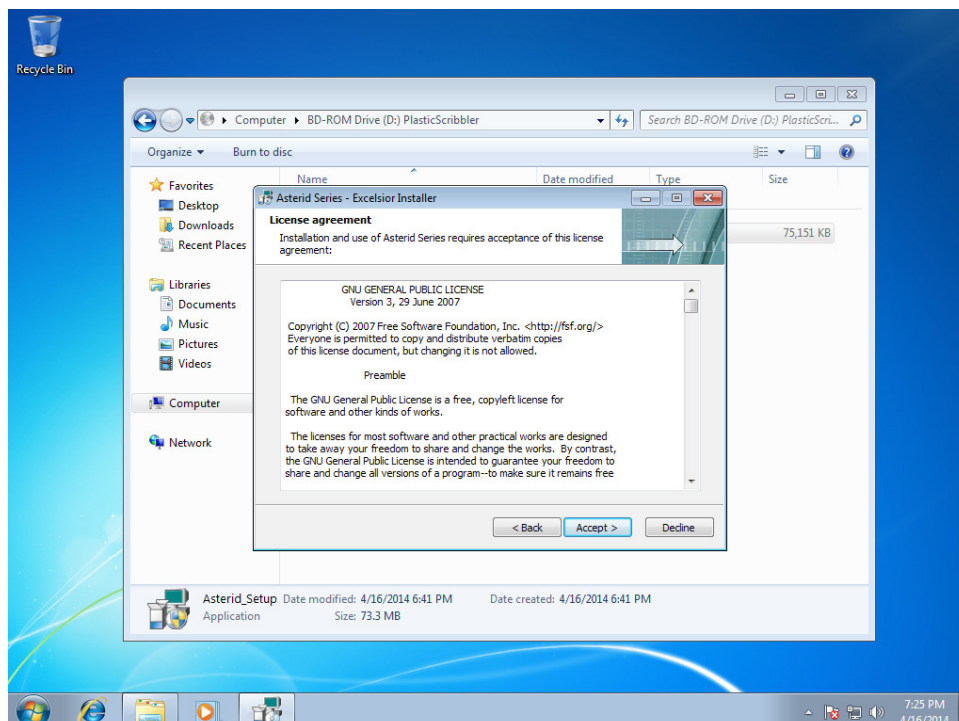 Recycle Bin
Computer ▸ BD-ROM Drive (D:) PlasticScribbler
Search BD-ROM Drive (D:) PlasticScri...
Organize
Burn to disc
Name
Date modified
Type
Size
Favorites
Desktop
Downloads
Recent Places
75,151 KB
Libraries
Documents
Music
Pictures
Videos
Computer
Network
Asterid Series - Excelsior Installer
License agreement
Installation and use of Asterid Series requires acceptance of this license
agreement:
GNU GENERAL PUBLIC LICENSE
Version 3, 29 June 2007
Copyright (C) 2007 Free Software Foundation, Inc. <http://fsf.org/>
Everyone is permitted to copy and distribute verbatim copies
of this license document, but changing it is not allowed.
Preamble
The GNU General Public License is a free, copyleft license for
software and other kinds of works.
The licenses for most software and other practical works are designed
to take away your freedom to share and change the works. By contrast,
the GNU General Public License is intended to guarantee your freedom to
share and change all versions of a program--to make sure it remains free
< Back
Accept >
Decline
Asterid_Setup Date modified: 4/16/2014 6:41 PM Date created: 4/16/2014 6:41 PM
Application Size: 73.3 MB
7:25 PM
4/16/2014